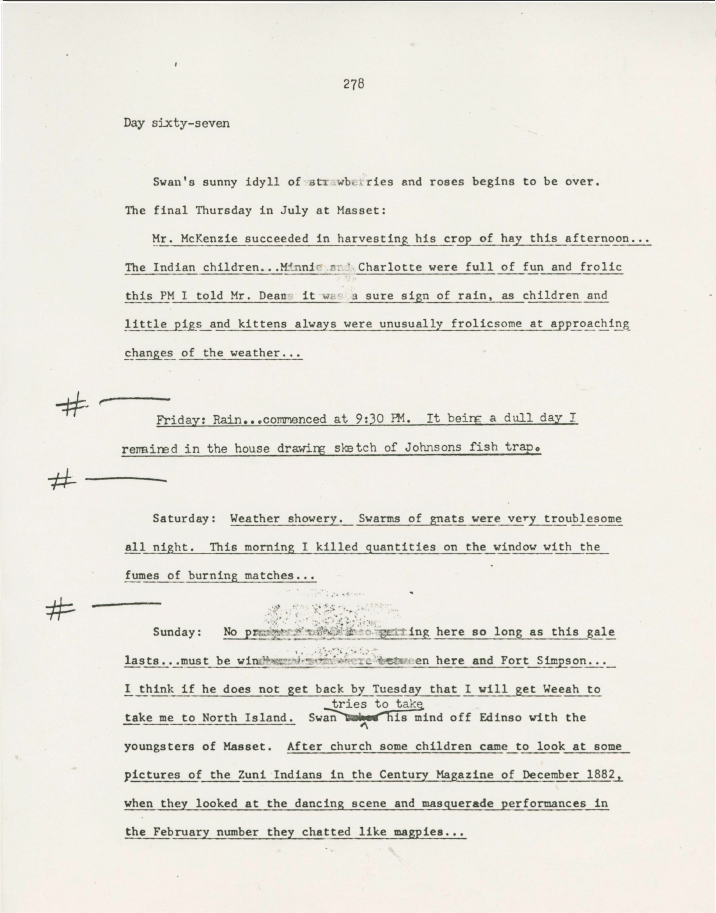 278
Day sixty-seven
Swan's sunny idyll of strawberries and roses begins to be over.
The final Thursday in July at Masset:
Mr. McKenzie succeeded in harvesting his crop of hay this afternoon...
The Indian children...Minnie and Charlotte were full of fun and frolic
this PM I told Mr. Deans it was a sure sign of rain, as children and
little pigs and kittens always were unusually frolicsome at approaching
changes of the weather...
#
Friday: Rain...commenced at 9:30 PM. It being a dull day I
remained in the house drawing sketch of Johnsons fish trap.
#
Saturday: Weather showery. Swarms of gnats were very troublesome
all night. This morning I killed quantities on the window with the
fumes of burning matches...
#
Sunday: No getting here so long as this gale
lasts...must be between here and Fort Simpson...
I think if he does not get back by Tuesday that I will get Weeah to
tries to take
take me to North Island. Swan his mind off Edinso with the
youngsters of Masset. After church some children came to look at some
pictures of the Zuni Indians in the Century Magazine of December 1882,
when they looked at the dancing scene and masquerade performances in
the February number they chatted like magpies...